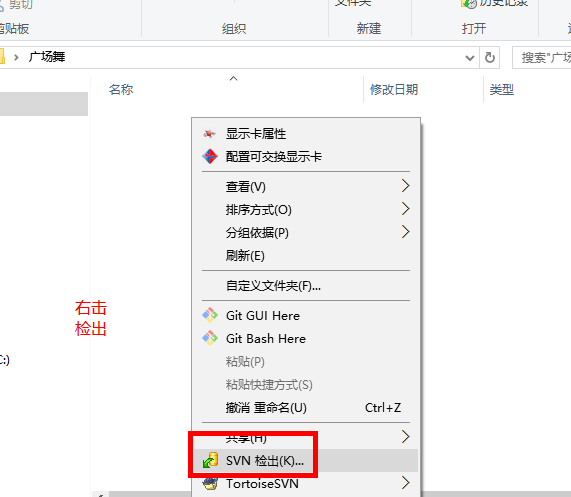 剪切
文件夹
历史记录
剪贴板
组织
新建
打开
广场舞
搜索"广场
名称
修改日期
类型
显示卡属性
配置可交换显示卡
查看(V)
排序方式(O)
分组依据(P)
刷新(E)
自定义文件夹(F)...
右击
检出
Git GUI Here
Git Bash Here
C:)
粘贴(P)
粘贴快捷方式(S)
撤消 重命名(U) Ctrl+Z
共享(H)
SVN 检出(K)...
TortoiseSVN